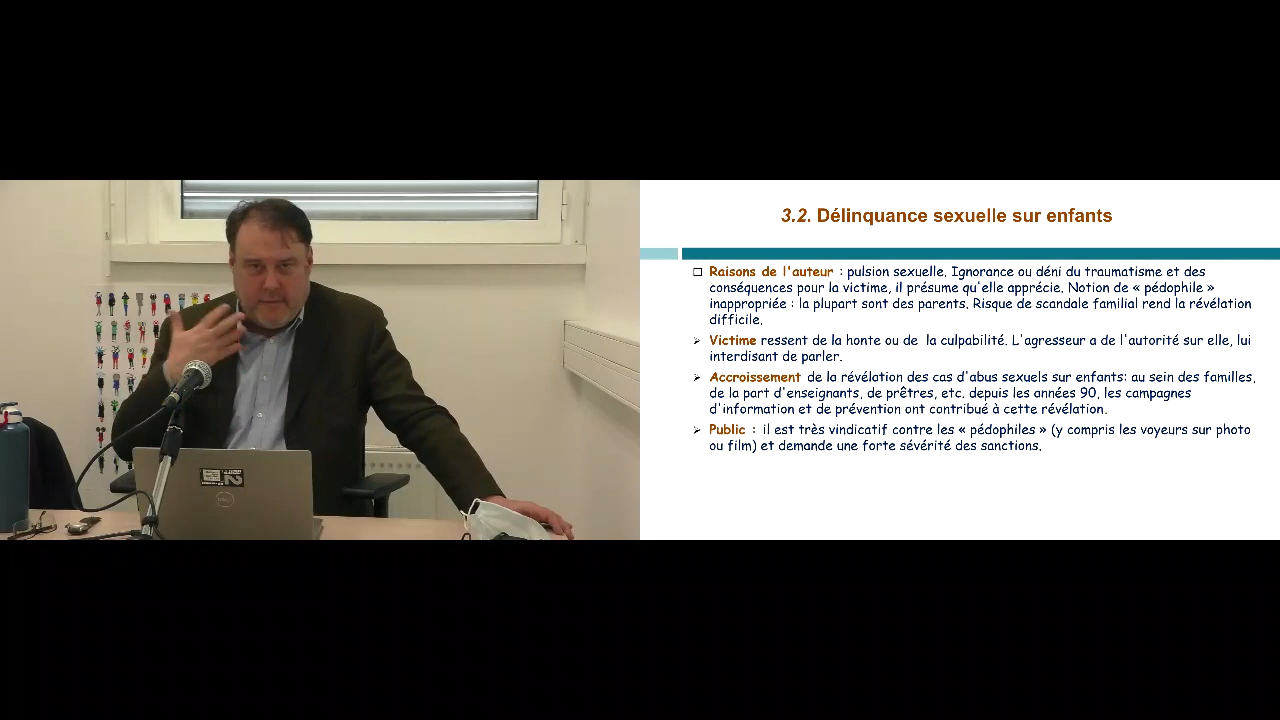 3.2. Délinquance sexuelle sur enfants
Raisons de l'auteur : pulsion sexuelle. Ignorance ou déni du traumatisme et des
conséquences pour la victime, il présume qu'elle apprécie. Notion de « pédophile »
inappropriée : la plupart sont des parents. Risque de scandale familial rend la révélation
difficile.
Victime ressent de la honte ou de la culpabilité. L'agresseur a de l'autorité sur elle, lui
interdisant de parler.
Accroissement de la révélation des cas d'abus sexuels sur enfants: au sein des familles,
de la part d'enseignants, de prêtres, etc. depuis les années 90, les campagnes
d'information et de prévention ont contribué à cette révélation.
Public : il est très vindicatif contre les « pédophiles » (y compris les voyeurs sur photo
ou film) et demande une forte sévérité des sanctions.
DELL